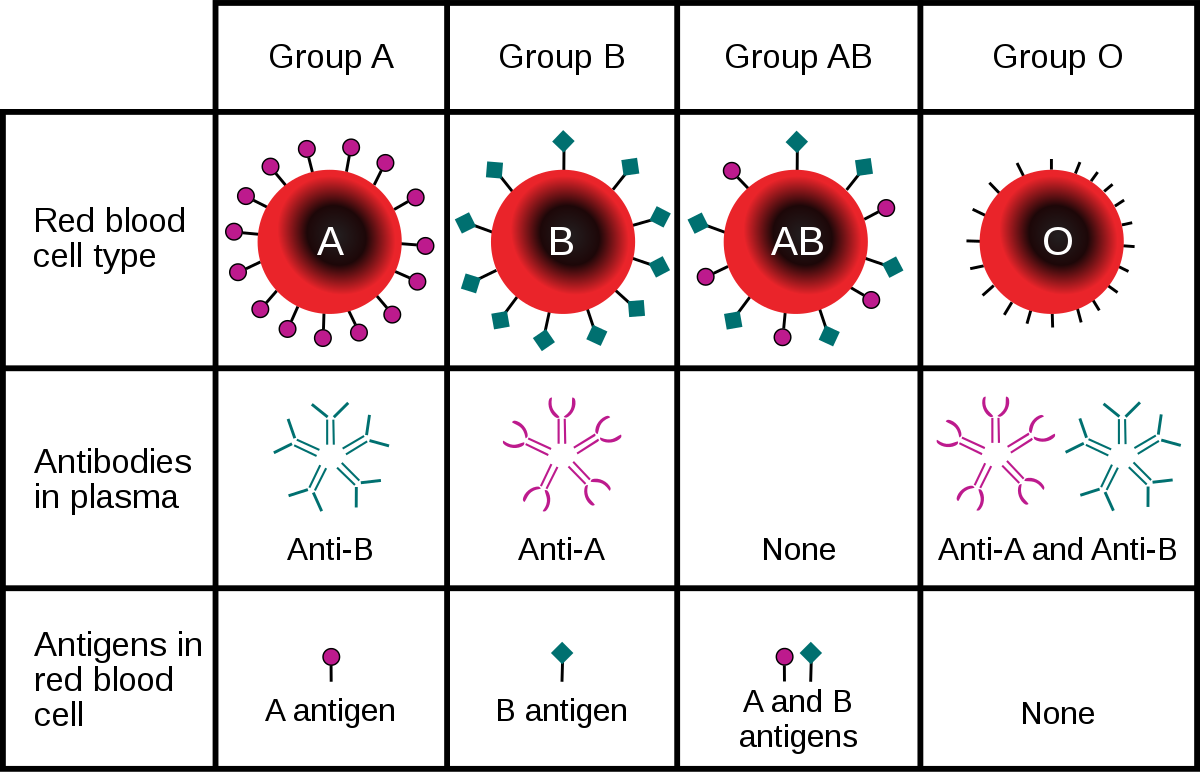 Group A
Group B
Group AB
Group O
Red blood
cell type
A
B
AB
O
Antibodies
in plasma
Anti-B
Anti-A
None
Anti-A and Anti-B
Antigens in
red blood
cell
A antigen
B antigen
A and B
antigens
None